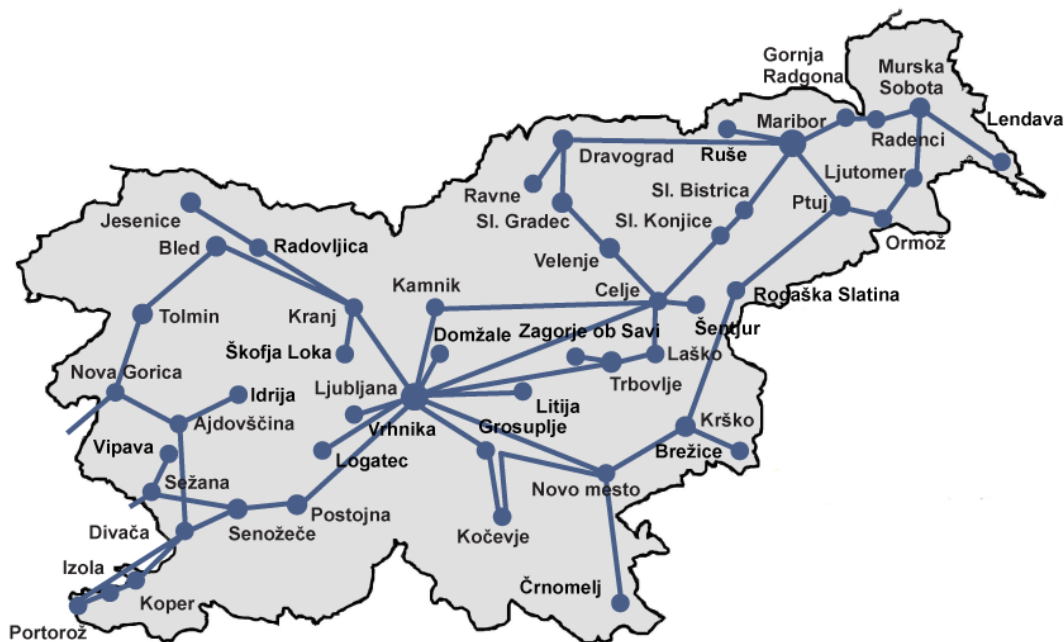 Gornja
Radgona
Murska
Sobota
Lendava
Maribor
Radenci
Dravograd
Ruše
Ljutomer
Ravne
Sl. Bistrica
Ptuj
Jesenice
Sl. Gradec
Sl. Konjice
Ormož
Bled
Radovljica
Velenje
Kamnik
Celje
Rogaška Slatina
Tolmin
Kranj
Domžale
Zagorje ob Savi
Šentjur
Škofja Loka
Laško
Nova Gorica
Ljubljana
Trbovlje
Idrija
Litija
Ajdovščina
Vrhnika
Grosuplje
Krško
Vipava
Logatec
Brežice
Sežana
Novo mesto
Postojna
Divača
Senožeče
Kočevje
Izola
Črnomelj
Koper
Portorož